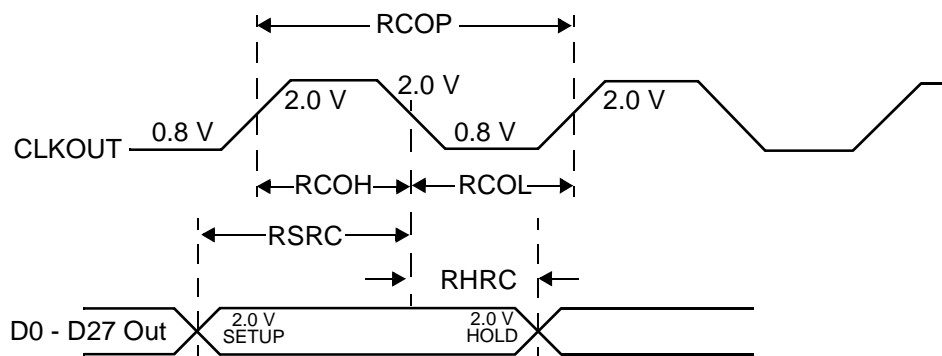 RCOP
2.0 V
2.0 V
2.0 V
CLKOUT
0.8 V
0.8 V
RCOH
RCOL
RSRC
RHRC
D0 - D27 Out
2.0 V
SETUP
2.0 V
HOLD